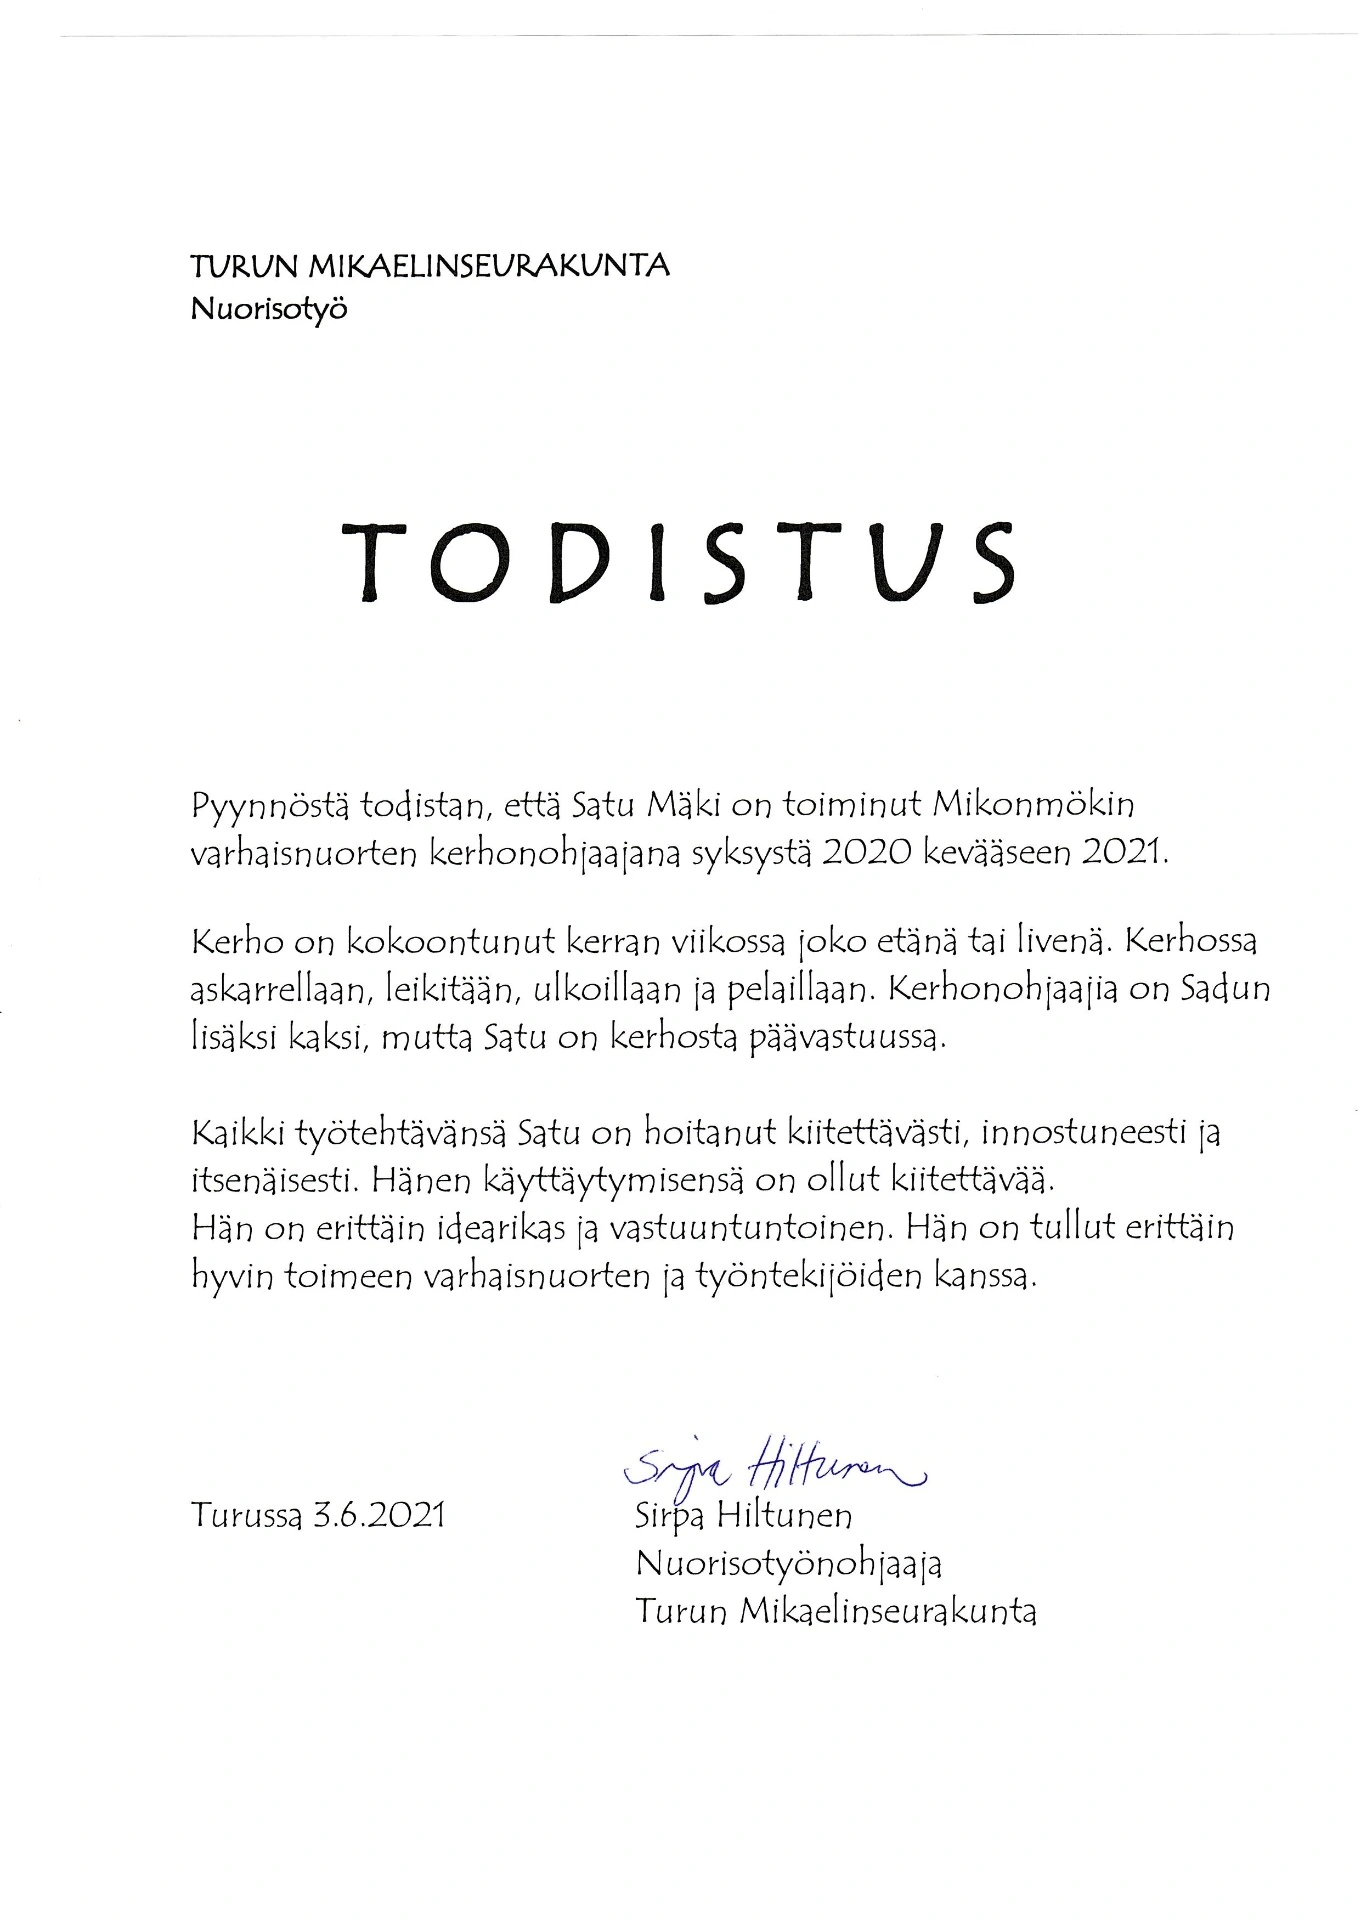 TURUN MIKAELINSEURAKUNTA
Nuorisotyö
TODISTUS
Pyynnöstä todistan, että Satu Mäki on toiminut Mikonmökin
varhaisnuorten kerhonohjaajana syksystä 2020 kevääseen 2021.
Kerho on kokoontunut kerran viikossa joko etänä tai livenä. Kerhossa
askarrellaan, leikitään, ulkoillaan ja pelaillaan. Kerhonohjaajia on Sadun
lisäksi kaksi, mutta Satu on kerhosta päävastuussa.
Kaikki työtehtävänsä Satu on hoitanut kiitettävästi, innostuneesti ja
itsenäisesti. Hänen käyttäytymisensä on ollut kiitettävää.
Hän on erittäin idearikas ja vastuuntuntoinen. Hän on tullut erittäin
hyvin toimeen varhaisnuorten ja työntekijöiden kanssa.
Sirpa Hiltunen
Turussa 3.6.2021
Sirpa Hiltunen
Nuorisotyönohjaaja
Turun Mikaelinseurakunta